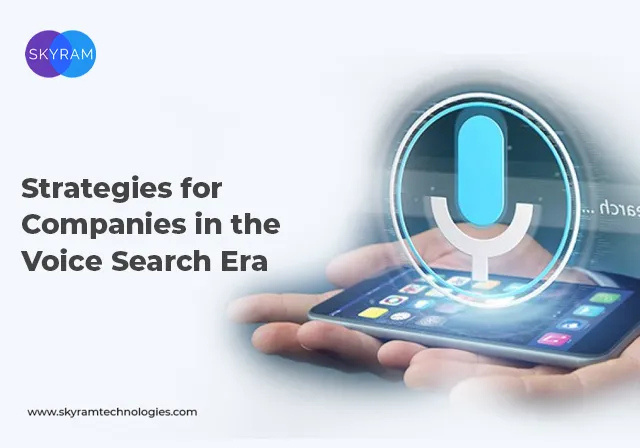 SKYRAM
Strategies for
Companies in the
Voice Search Era
www.skyramtechnologies.com